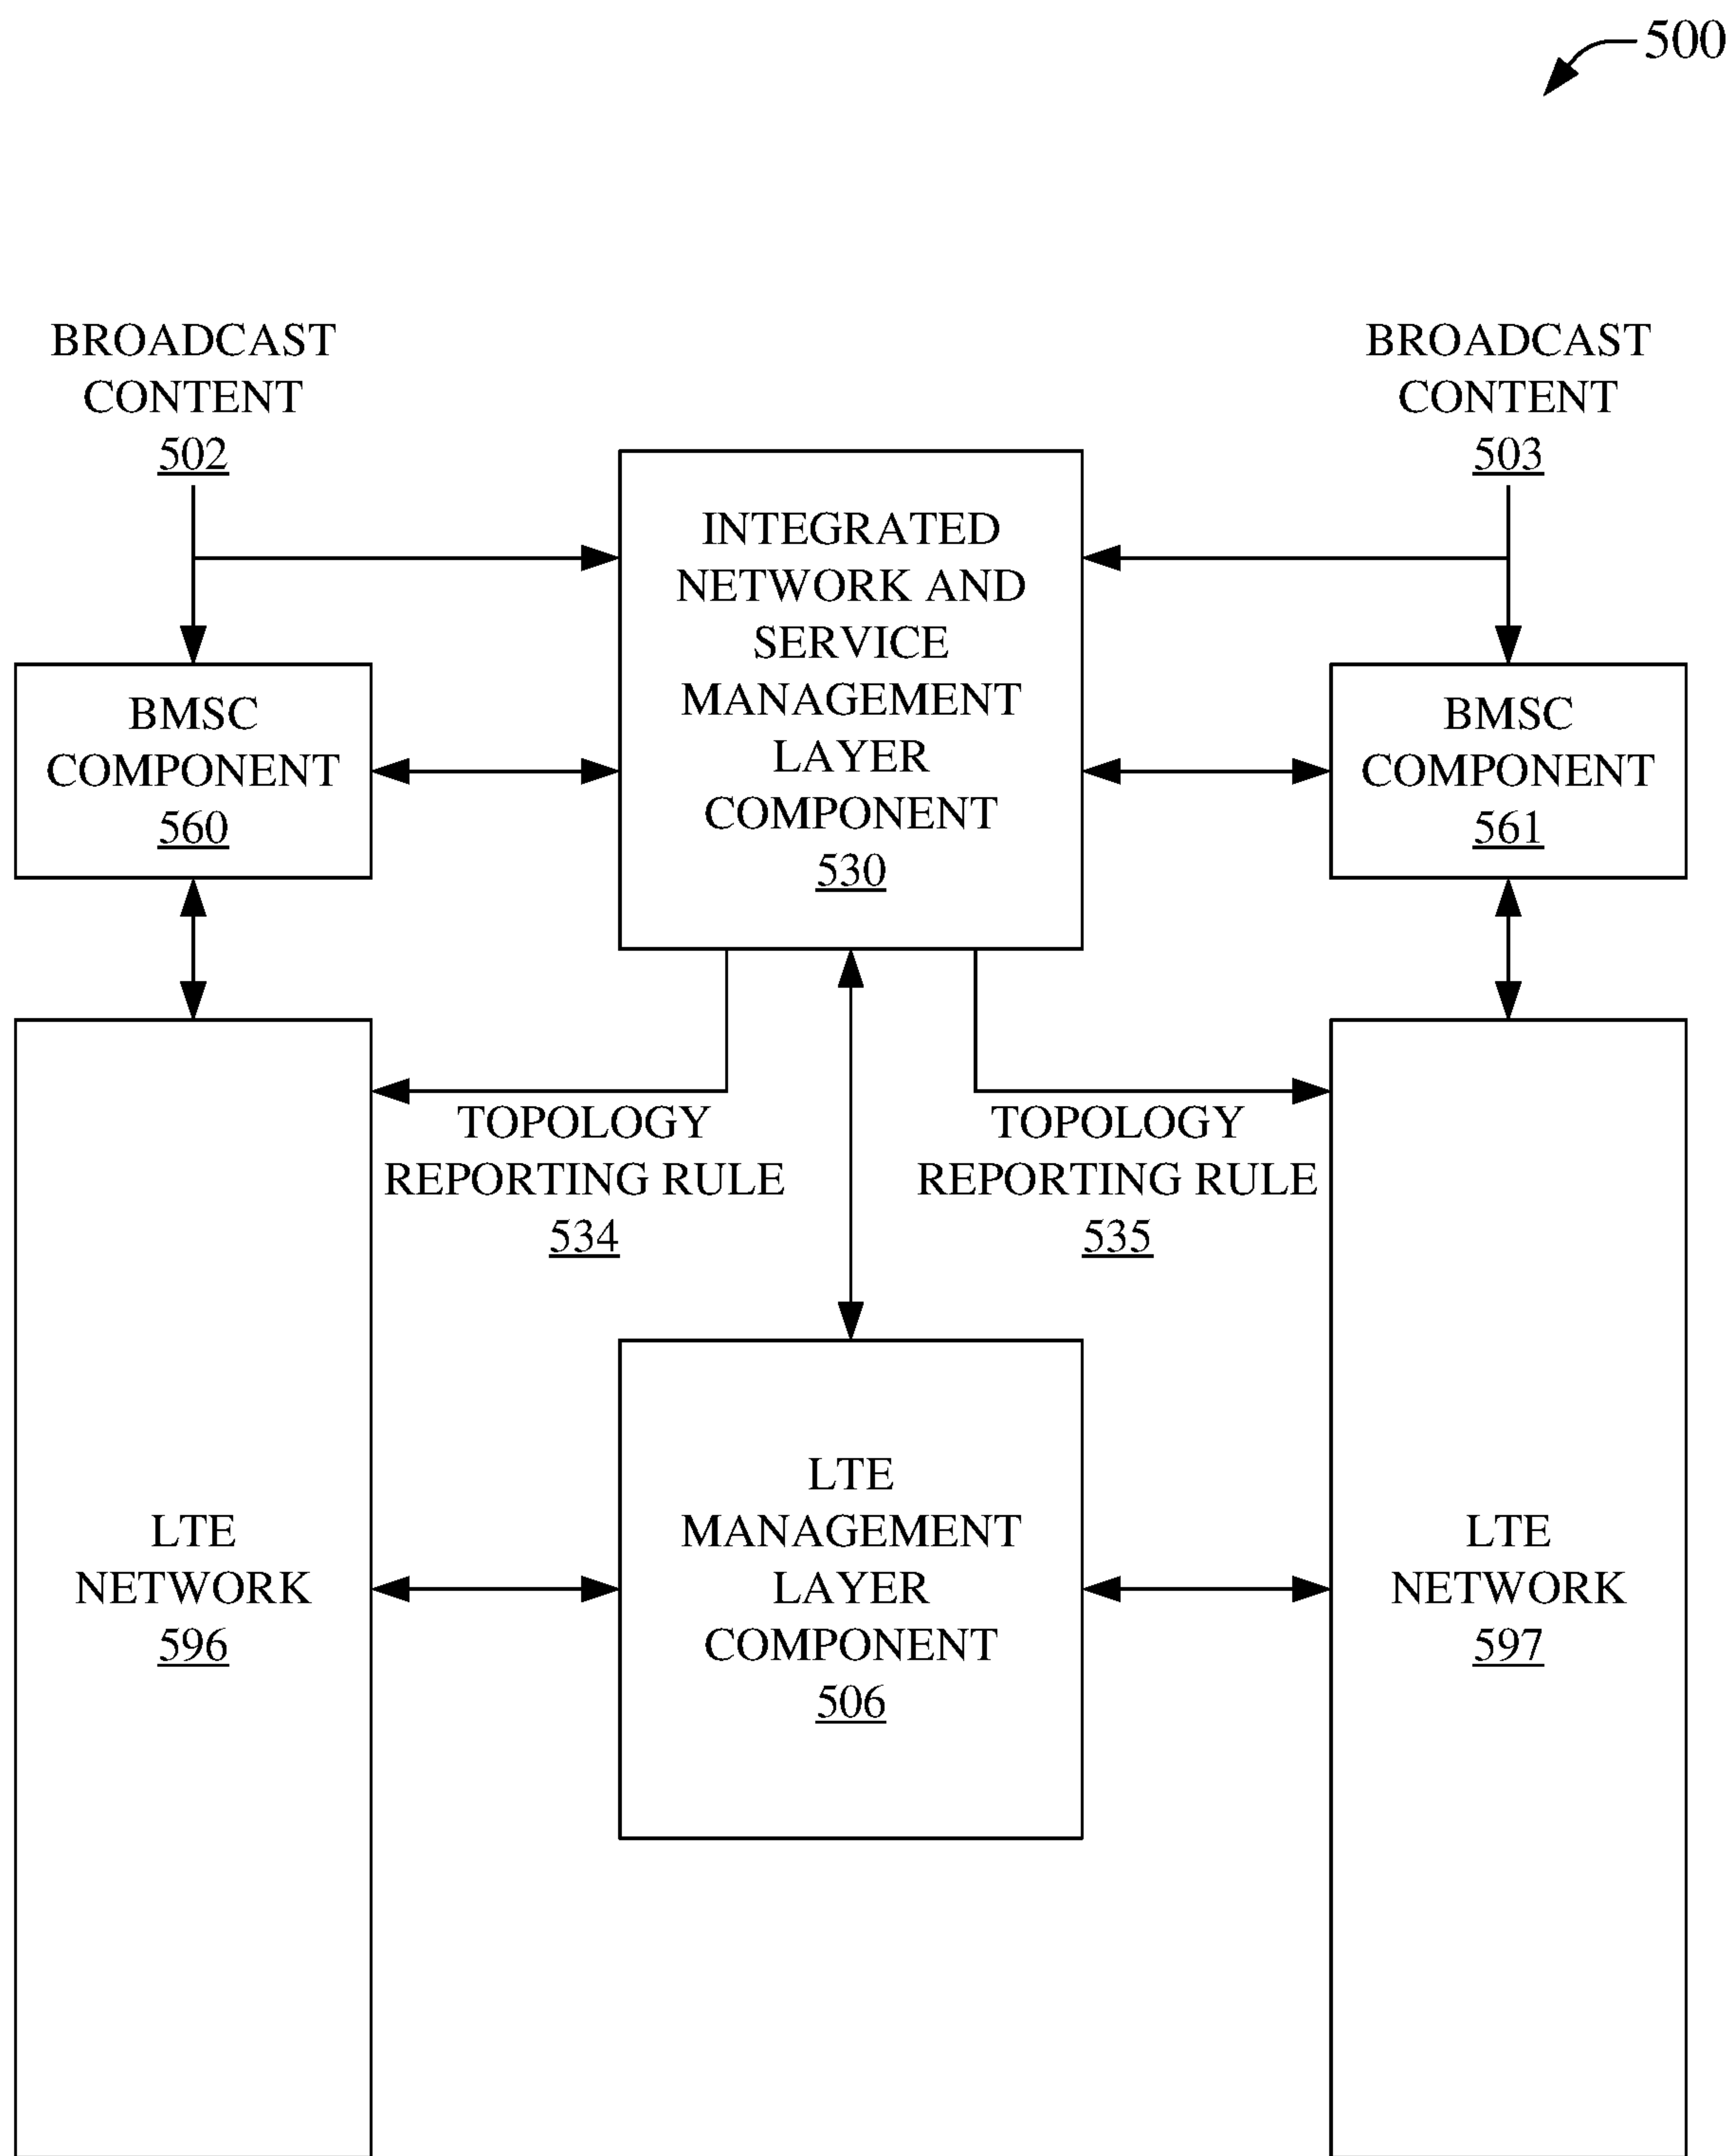 500
BROADCAST
CONTENT
502
BROADCAST
CONTENT
503
INTEGRATED
NETWORK AND
SERVICE
MANAGEMENT
LAYER
COMPONENT
530
BMSC
COMPONENT
560
BMSC
COMPONENT
561
TOPOLOGY
REPORTING RULE
534
TOPOLOGY
REPORTING RULE
535
LTE
NETWORK
596
LTE
MANAGEMENT
LAYER
COMPONENT
506
LTE
NETWORK
597